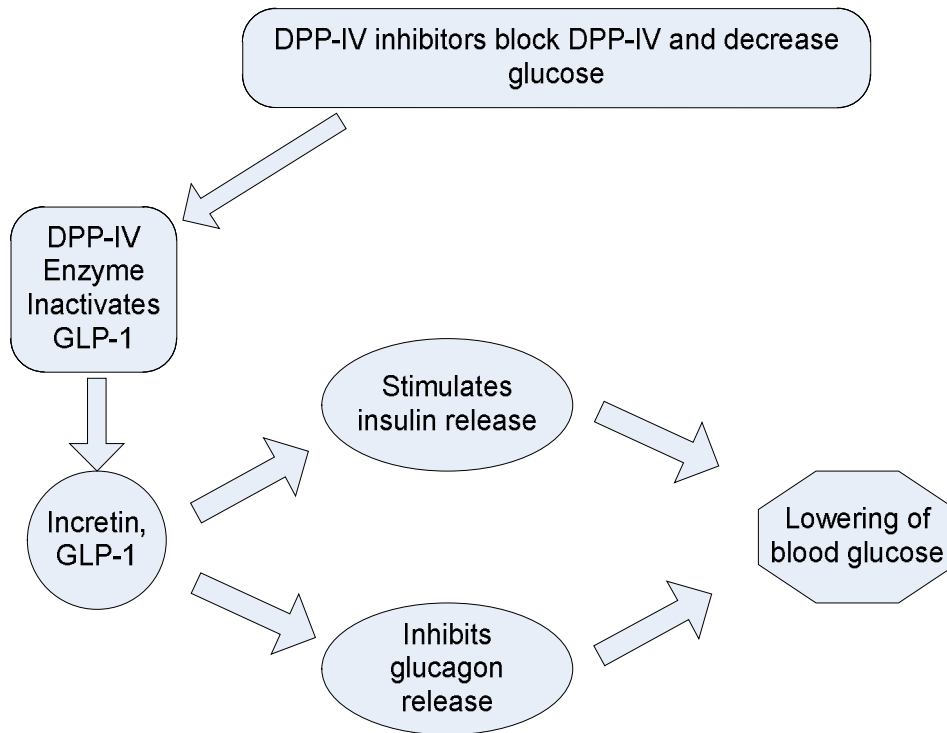 DPP-IV inhibitors block DPP-IV and decrease
glucose
DPP-IV
Enzyme
Inactivates
GLP-1
Stimulates
insulin release
Incretin,
GLP-1
Lowering of
blood glucose
Inhibits
glucagon
release